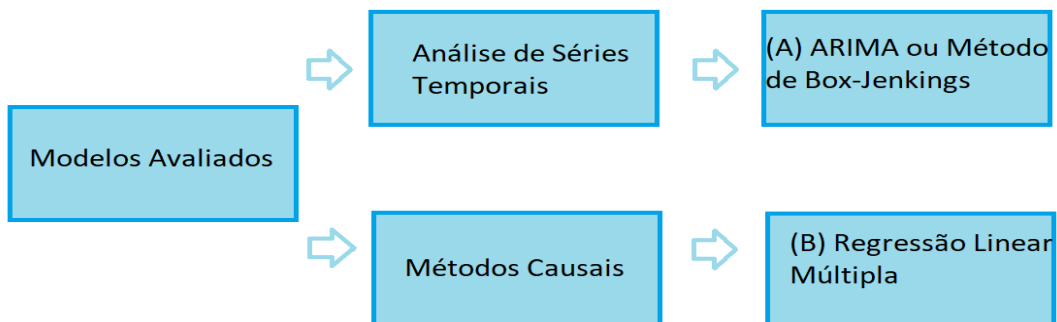 Modelos Avaliados
Análise de Séries
Temporais
(A) ARIMA ou Método
de Box-Jenkings
Métodos Causais
(B) Regressão Linear
Múltipla